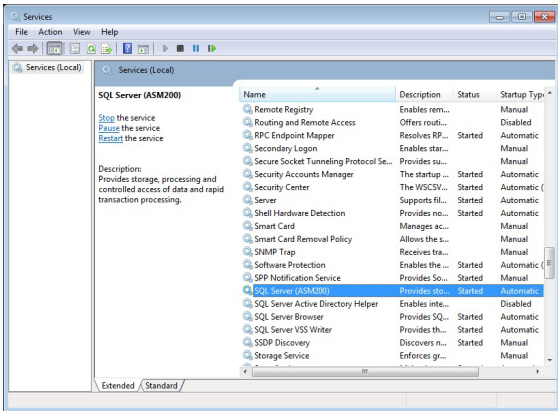 Services
File Action View Help
Services (Local)
Services (Local)
SQL Server (ASM200)
Stop the service
Pause the service
Restart the service
Description:
Provides storage, processing and
controlled access of data and rapid
transaction processing.
Name Description Status Startup Type
Remote Registry Enables rem... Manual
Routing and Remote Access Offers routi... Disabled
RPC Endpoint Mapper Resolves RP... Started Automatic
Secondary Logon Enables star... Manual
Secure Socket Tunneling Protocol Se... Provides su... Manual
Security Accounts Manager The startup ... Started Automatic
Security Center The WSCSV... Started Automatic (
Server Supports fil... Started Automatic
Shell Hardware Detection Provides no... Started Automatic
Smart Card Manages ac... Manual
Smart Card Removal Policy Allows the s... Manual
SNMP Trap Receives tra... Manual
Software Protection Enables the ... Started Automatic (
SPP Notification Service Provides So... Started Manual
SQL Server (ASM200) Provides sto... Started Automatic
SQL Server Active Directory Helper Enables inte... Disabled
SQL Server Browser Provides SQ... Started Automatic
SQL Server VSS Writer Provides th... Started Automatic
SSDP Discovery Discovers n... Started Manual
Storage Service Enforces gr... Manual
Extended Standard